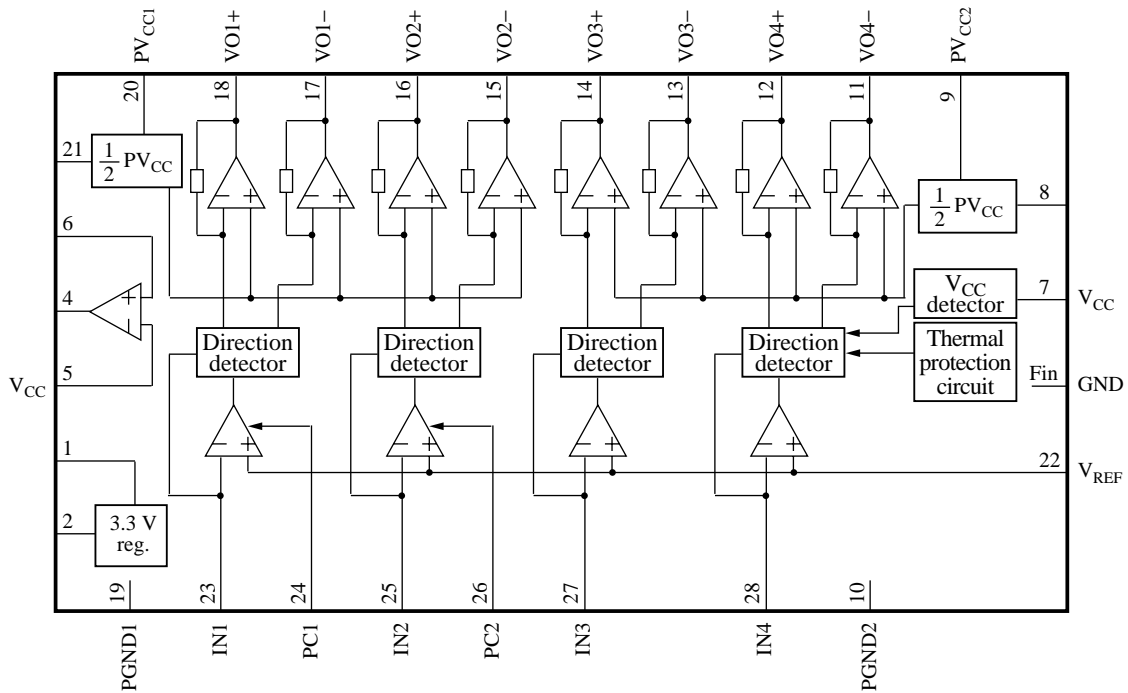 PVCC1 VO1+ VO1− VO2+ VO2− VO3+ VO3− VO4+ VO4− PVCC2
20 18 17 16 15 14 13 12 11 9
21 1/2 PVCC
− + − + − + − + − + − + − + − +
1/2 PVCC 8
6
4 + −
VCC 5
VCC detector 7 VCC
Direction detector
Direction detector
Direction detector
Direction detector
Thermal protection circuit
Fin GND
− + − + − + − +
1
22 VREF
2 3.3 V reg.
19 23 24 25 26 27 28 10
PGND1 IN1 PC1 IN2 PC2 IN3 IN4 PGND2